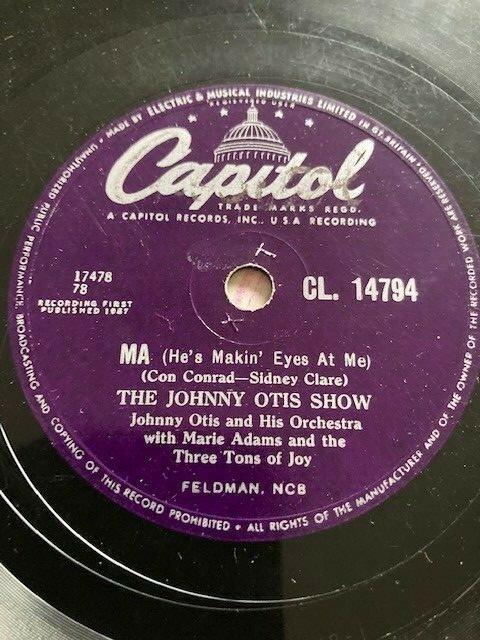 UNAUTHORIZED PUBLIC PERFORMANCE, BROADCASTING AND COPYING OF THIS RECORD PROHIBITED • ALL RIGHTS OF THE MANUFACTURER AND OF THE OWNER OF THE RECORDED WORK ARE RESERVED • MADE BY ELECTRIC & MUSICAL INDUSTRIES LIMITED IN GT. BRITAIN •
REGISTERED USER
Capitol
TRADE MARKS REGD.
A CAPITOL RECORDS, INC., U.S.A. RECORDING
17478
78
CL. 14794
RECORDING FIRST
PUBLISHED 1957
MA (He's Makin' Eyes At Me)
(Con Conrad—Sidney Clare)
THE JOHNNY OTIS SHOW
Johnny Otis and His Orchestra
with Marie Adams and the
Three Tons of Joy
FELDMAN. NCB